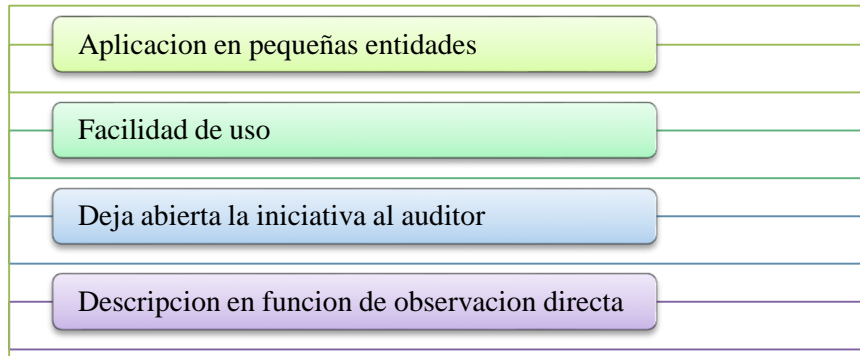 Aplicacion en pequeñas entidades
Facilidad de uso
Deja abierta la iniciativa al auditor
Descripcion en funcion de observacion directa